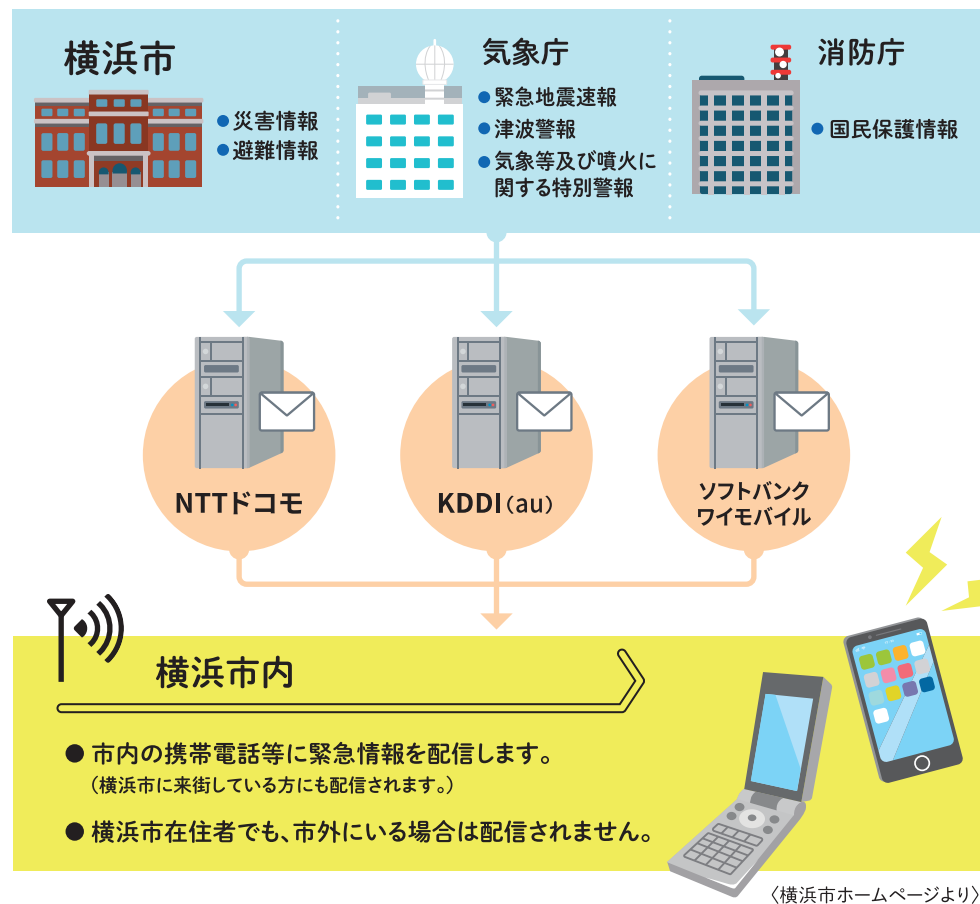 横浜市
● 災害情報
● 避難情報
気象庁
● 緊急地震速報
● 津波警報
● 気象等及び噴火に
関する特別警報
消防庁
● 国民保護情報
NTTドコモ
KDDI（au）
ソフトバンク
ワイモバイル
横浜市内
● 市内の携帯電話等に緊急情報を配信します。
（横浜市に来街している方にも配信されます。）
● 横浜市在住者でも、市外にいる場合は配信されません。
〈横浜市ホームページより〉